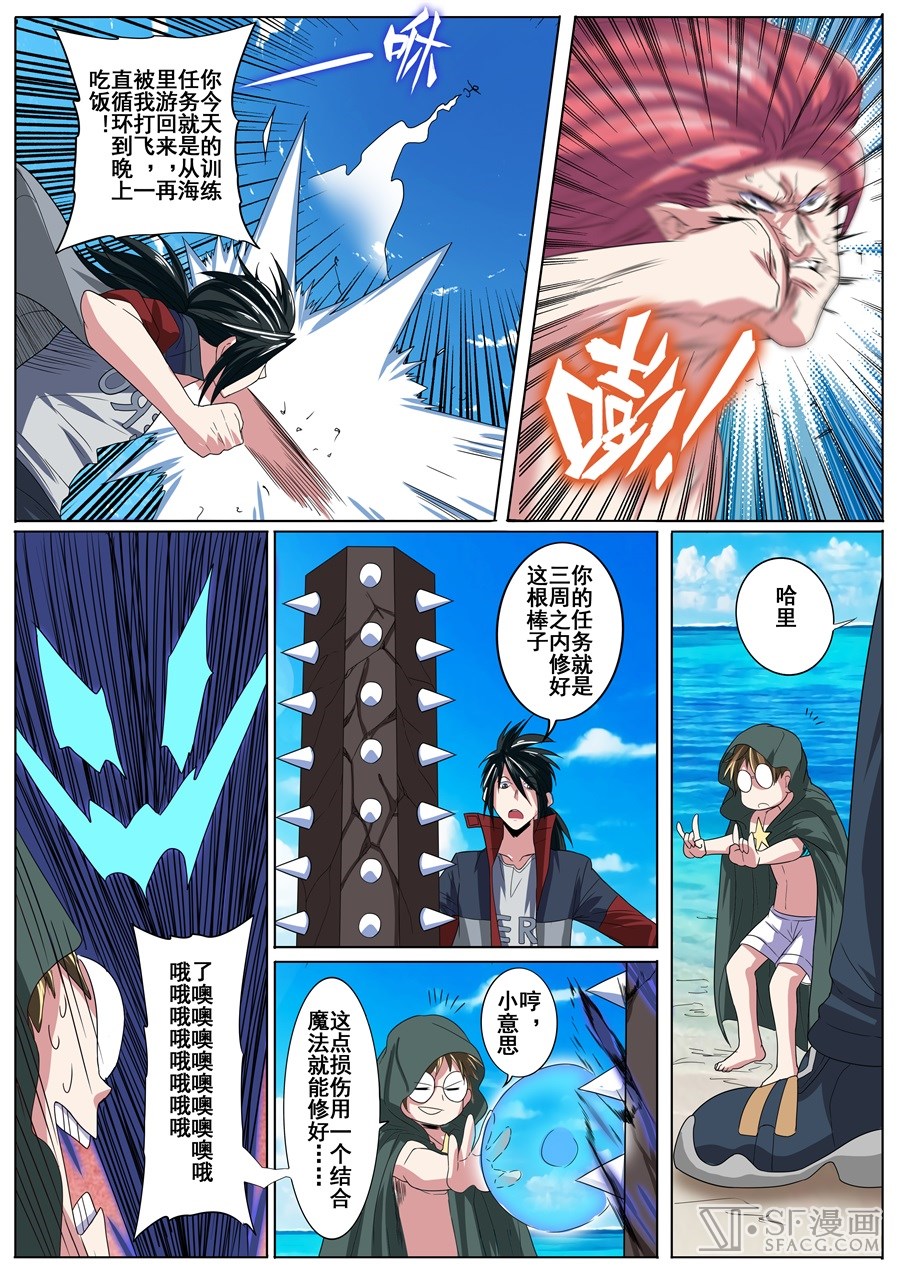 嘭！
咻
你今天的训练
任务就是从海
里游回来，再
被我打飞，一
直循环到晚上
吃饭！
哈里
你的任务就是
三周之内修好
这根棒子
哼，
小意思
这点损伤用一个结合
魔法就能修好……
了噢噢噢噢噢噢噢噢哦
哦哦哦哦哦哦哦哦
ER
SF漫画
SFACG.COM